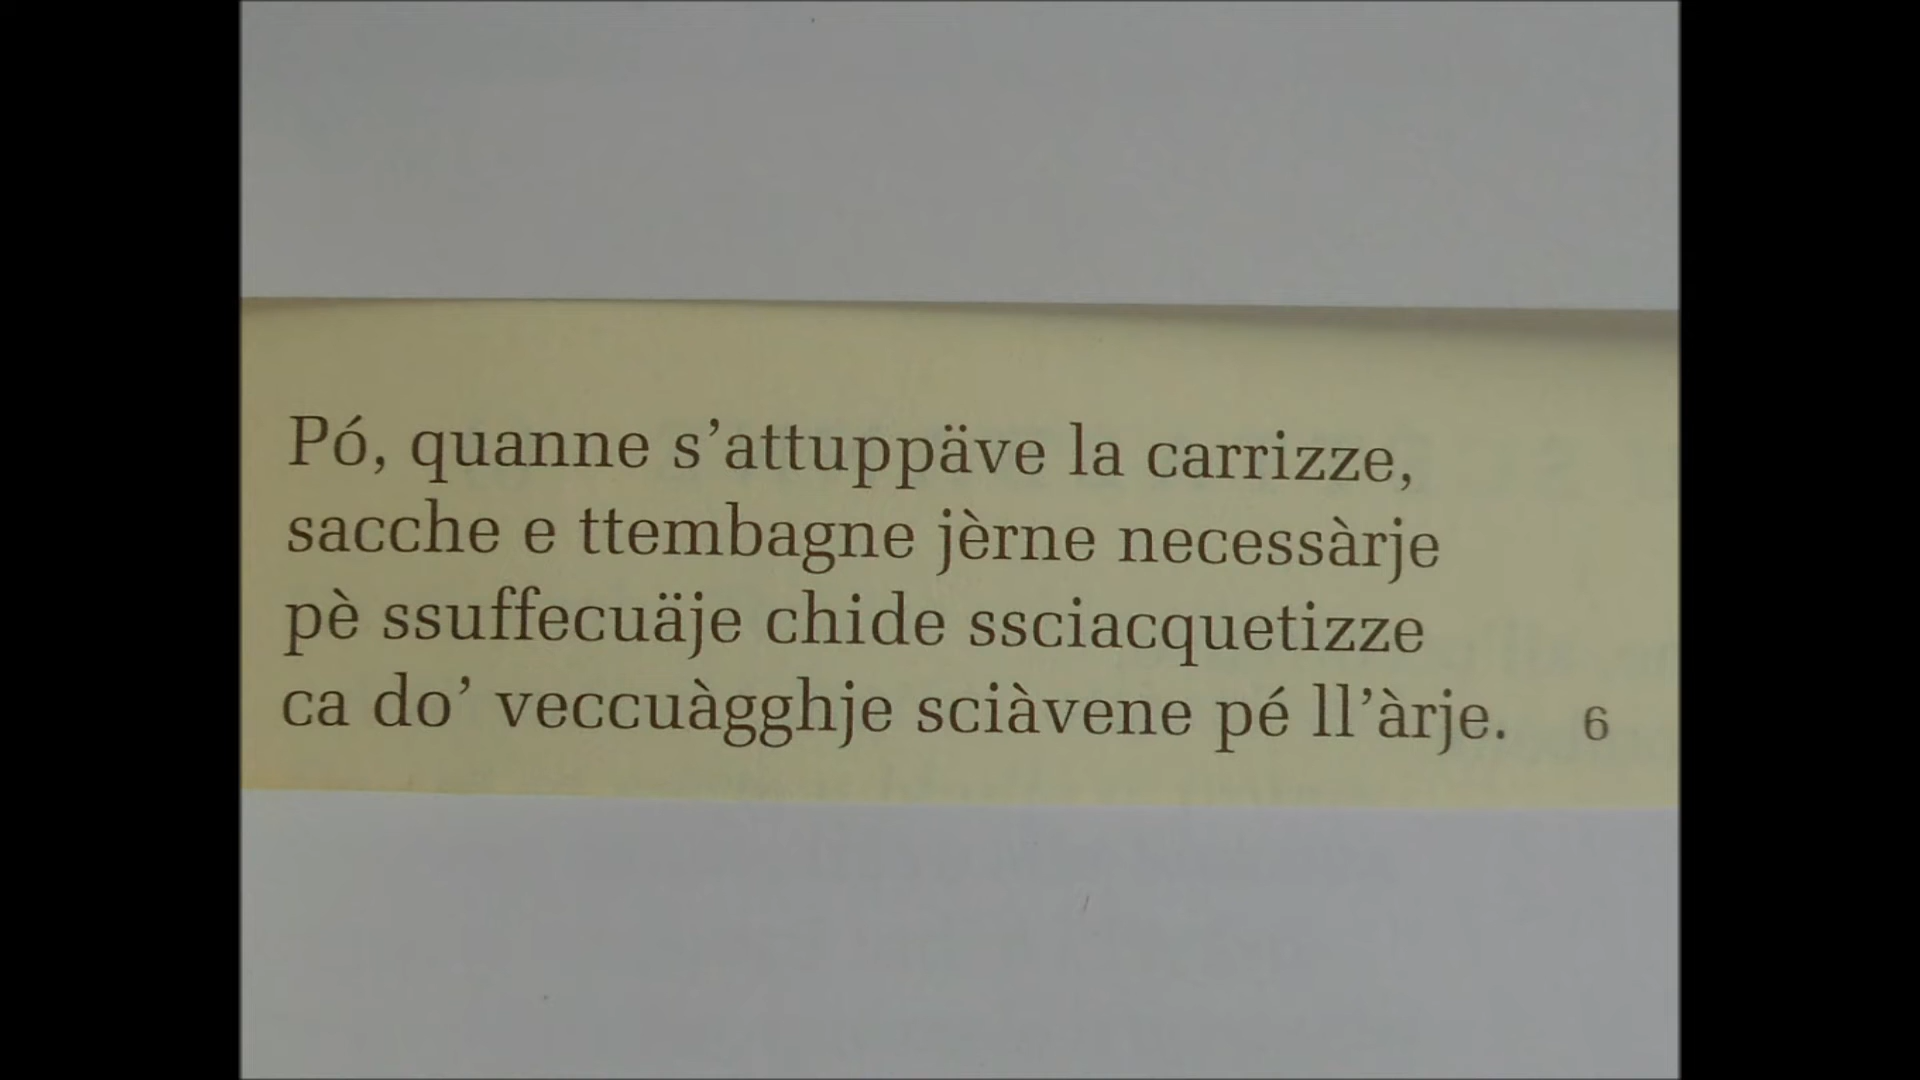 Pó, quanne s’attuppäve la carrizze,
sacche e ttembagne jèrne necessàrje
pè ssuffecuäje chide ssciacquetizze
ca do’ veccuàgghje sciàvene pé ll’àrje. 6